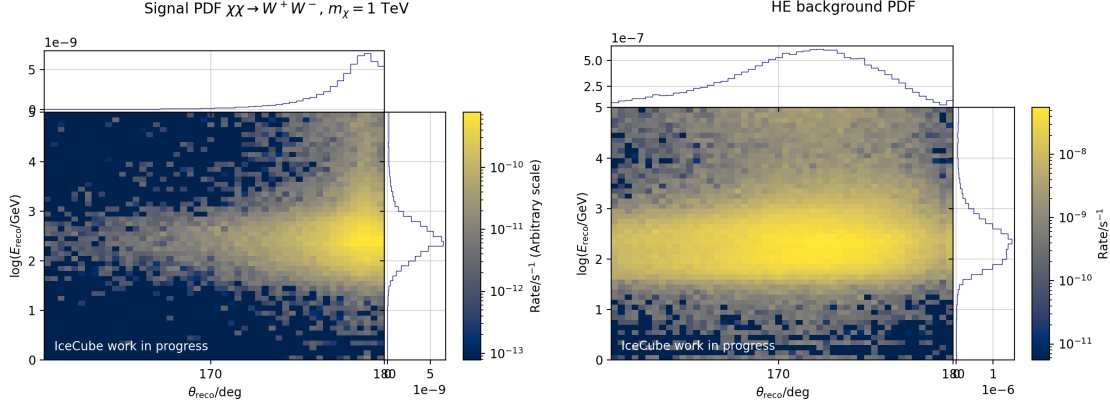 Signal PDF χχ → W⁺W⁻, mχ = 1 TeV
1e−9
5
0
5
4
3
2
1
0
log(E_reco/GeV)
IceCube work in progress
170
180
θ_reco/deg
0
5
1e−9
10⁻¹⁰
10⁻¹¹
10⁻¹²
10⁻¹³
Rate/s⁻¹ (Arbitrary scale)
HE background PDF
1e−7
5.0
2.5
5
4
3
2
1
0
log(E_reco/GeV)
IceCube work in progress
170
180
θ_reco/deg
0
1
1e−6
10⁻⁸
10⁻⁹
10⁻¹⁰
10⁻¹¹
Rate/s⁻¹